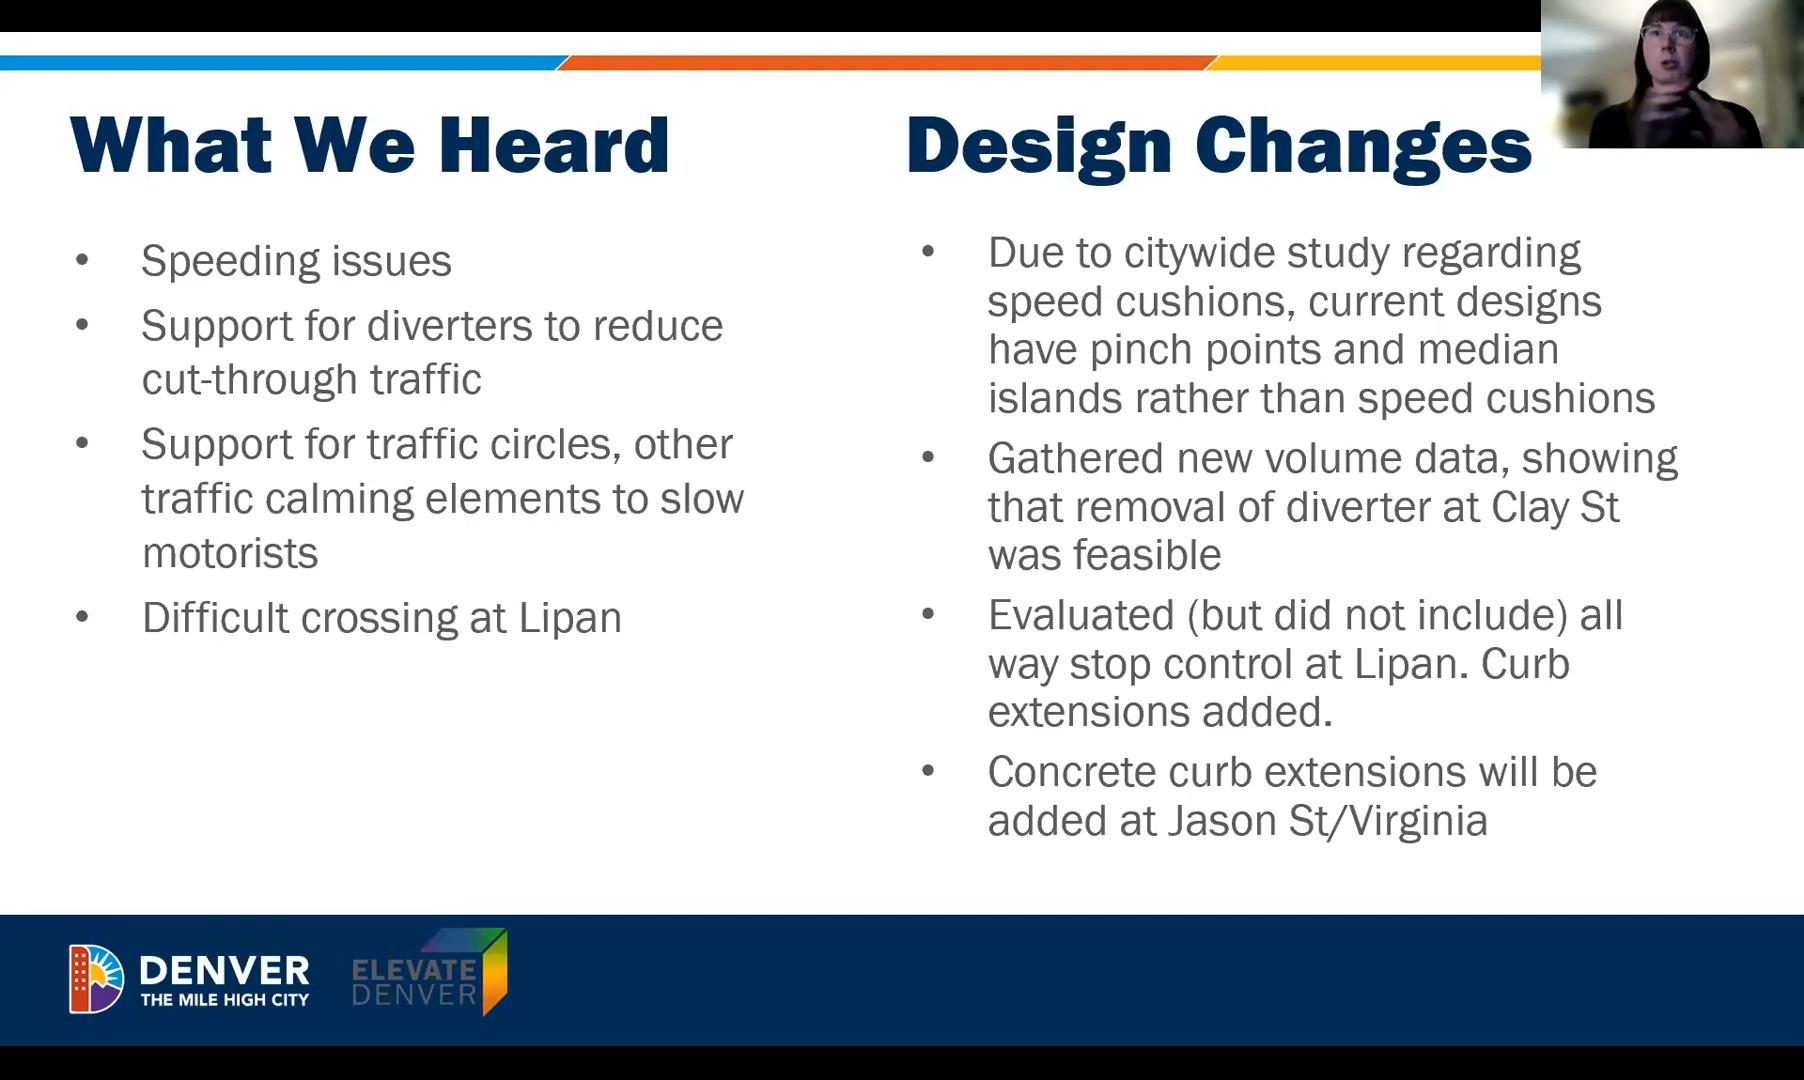 What We Heard
• Speeding issues
• Support for diverters to reduce
cut-through traffic
• Support for traffic circles, other
traffic calming elements to slow
motorists
• Difficult crossing at Lipan
Design Changes
• Due to citywide study regarding
speed cushions, current designs
have pinch points and median
islands rather than speed cushions
• Gathered new volume data, showing
that removal of diverter at Clay St
was feasible
• Evaluated (but did not include) all
way stop control at Lipan. Curb
extensions added.
• Concrete curb extensions will be
added at Jason St/Virginia
DENVER
THE MILE HIGH CITY
ELEVATE
DENVER